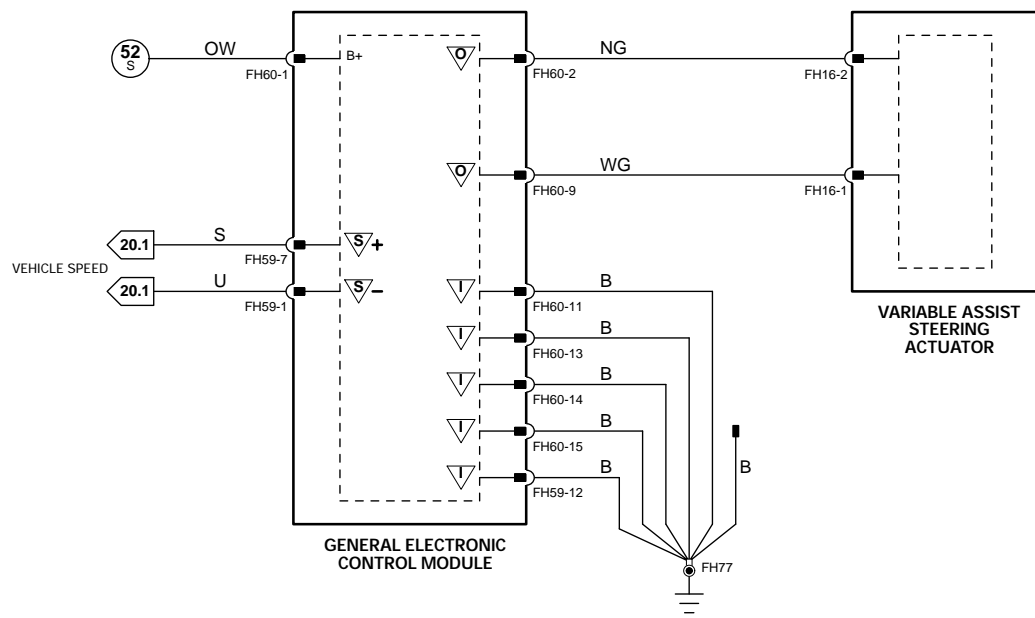 52
S
OW
FH60-1
B+
O
FH60-2
NG
FH16-2
O
FH60-9
WG
FH16-1
20.1
S
FH59-7
S+
VEHICLE SPEED
20.1
U
FH59-1
S–
I
FH60-11
B
I
FH60-13
B
I
FH60-14
B
I
FH60-15
B
I
FH59-12
B
B
FH77
GENERAL ELECTRONIC
CONTROL MODULE
VARIABLE ASSIST
STEERING
ACTUATOR